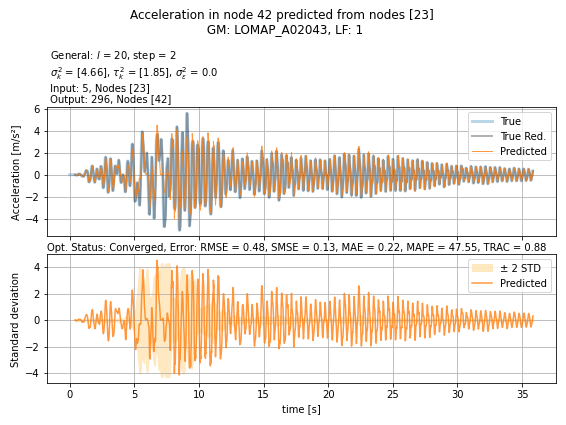 Acceleration in node 42 predicted from nodes [23]
GM: LOMAP_A02043, LF: 1
General: l = 20, step = 2
σ²ₖ = [4.66], τ²ₖ = [1.85], σ²ₑ = 0.0
Input: 5, Nodes [23]
Output: 296, Nodes [42]
Acceleration [m/s²]
6
4
2
0
−2
−4
True
True Red.
Predicted
Opt. Status: Converged, Error: RMSE = 0.48, SMSE = 0.13, MAE = 0.22, MAPE = 47.55, TRAC = 0.88
Standard deviation
4
2
0
−2
−4
± 2 STD
Predicted
0 5 10 15 20 25 30 35
time [s]